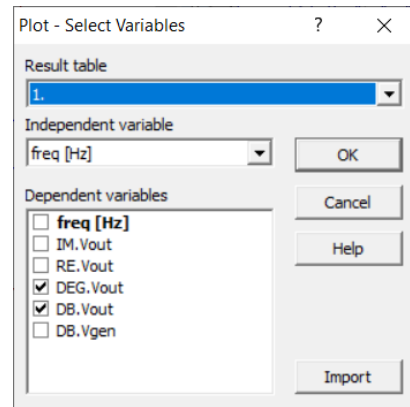 Plot - Select Variables ? ×
Result table
1.
Independent variable
freq [Hz]
OK
Dependent variables
Cancel
freq [Hz]
IM.Vout
Help
RE.Vout
DEG.Vout
DB.Vout
DB.Vgen
Import